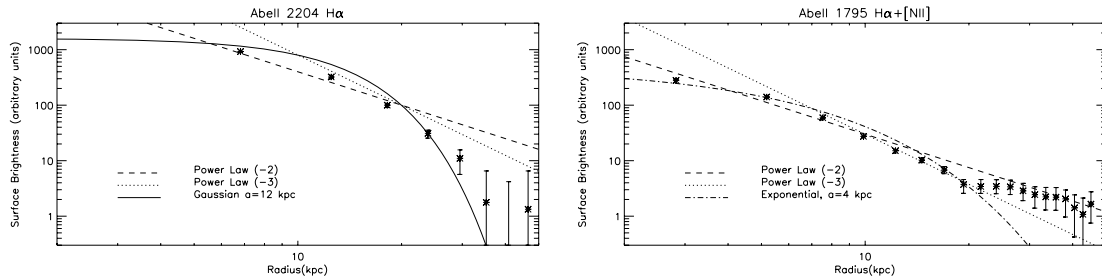 Abell 2204 Hα
Surface Brightness (arbitrary units)
1000
100
10
1
Power Law (-2)
Power Law (-3)
Gaussian a=12 kpc
10
Radius(kpc)
Abell 1795 Hα+[NII]
Surface Brightness (arbitrary units)
1000
100
10
1
Power Law (-2)
Power Law (-3)
Exponential, a=4 kpc
10
Radius(kpc)